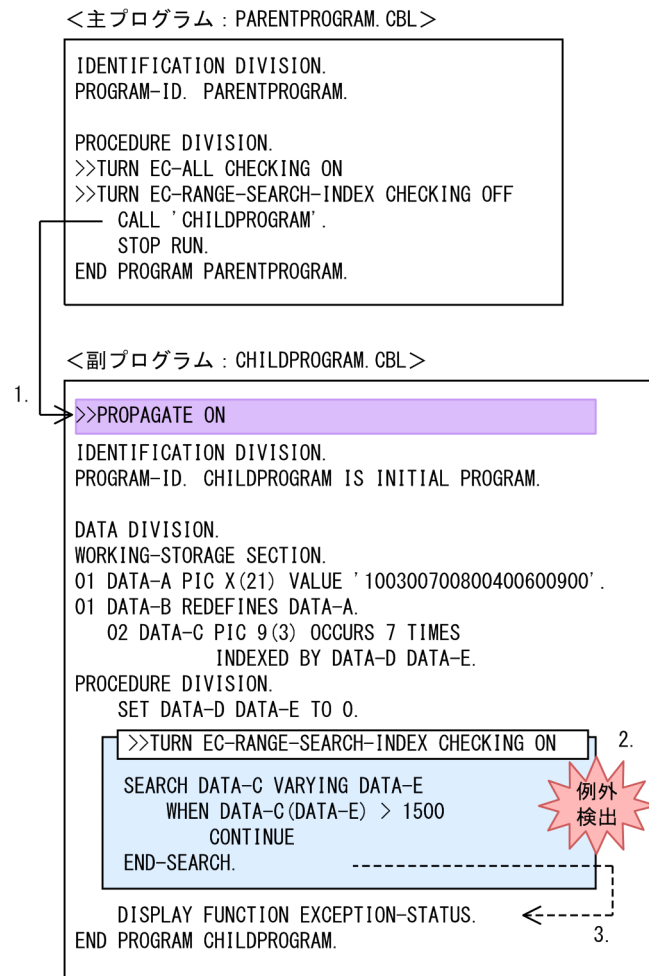 <主プログラム:PARENTPROGRAM.CBL>
IDENTIFICATION DIVISION.
PROGRAM-ID. PARENTPROGRAM.
PROCEDURE DIVISION.
>>TURN EC-ALL CHECKING ON
>>TURN EC-RANGE-SEARCH-INDEX CHECKING OFF
CALL 'CHILDPROGRAM'.
STOP RUN.
END PROGRAM PARENTPROGRAM.
<副プログラム:CHILDPROGRAM.CBL>
1.
>>PROPAGATE ON
IDENTIFICATION DIVISION.
PROGRAM-ID. CHILDPROGRAM IS INITIAL PROGRAM.
DATA DIVISION.
WORKING-STORAGE SECTION.
01 DATA-A PIC X(21) VALUE '100300700800400600900'.
01 DATA-B REDEFINES DATA-A.
02 DATA-C PIC 9(3) OCCURS 7 TIMES
INDEXED BY DATA-D DATA-E.
PROCEDURE DIVISION.
SET DATA-D DATA-E TO 0.
>>TURN EC-RANGE-SEARCH-INDEX CHECKING ON
2.
SEARCH DATA-C VARYING DATA-E
WHEN DATA-C(DATA-E) > 1500
CONTINUE
END-SEARCH.
例外
検出
DISPLAY FUNCTION EXCEPTION-STATUS.
3.
END PROGRAM CHILDPROGRAM.